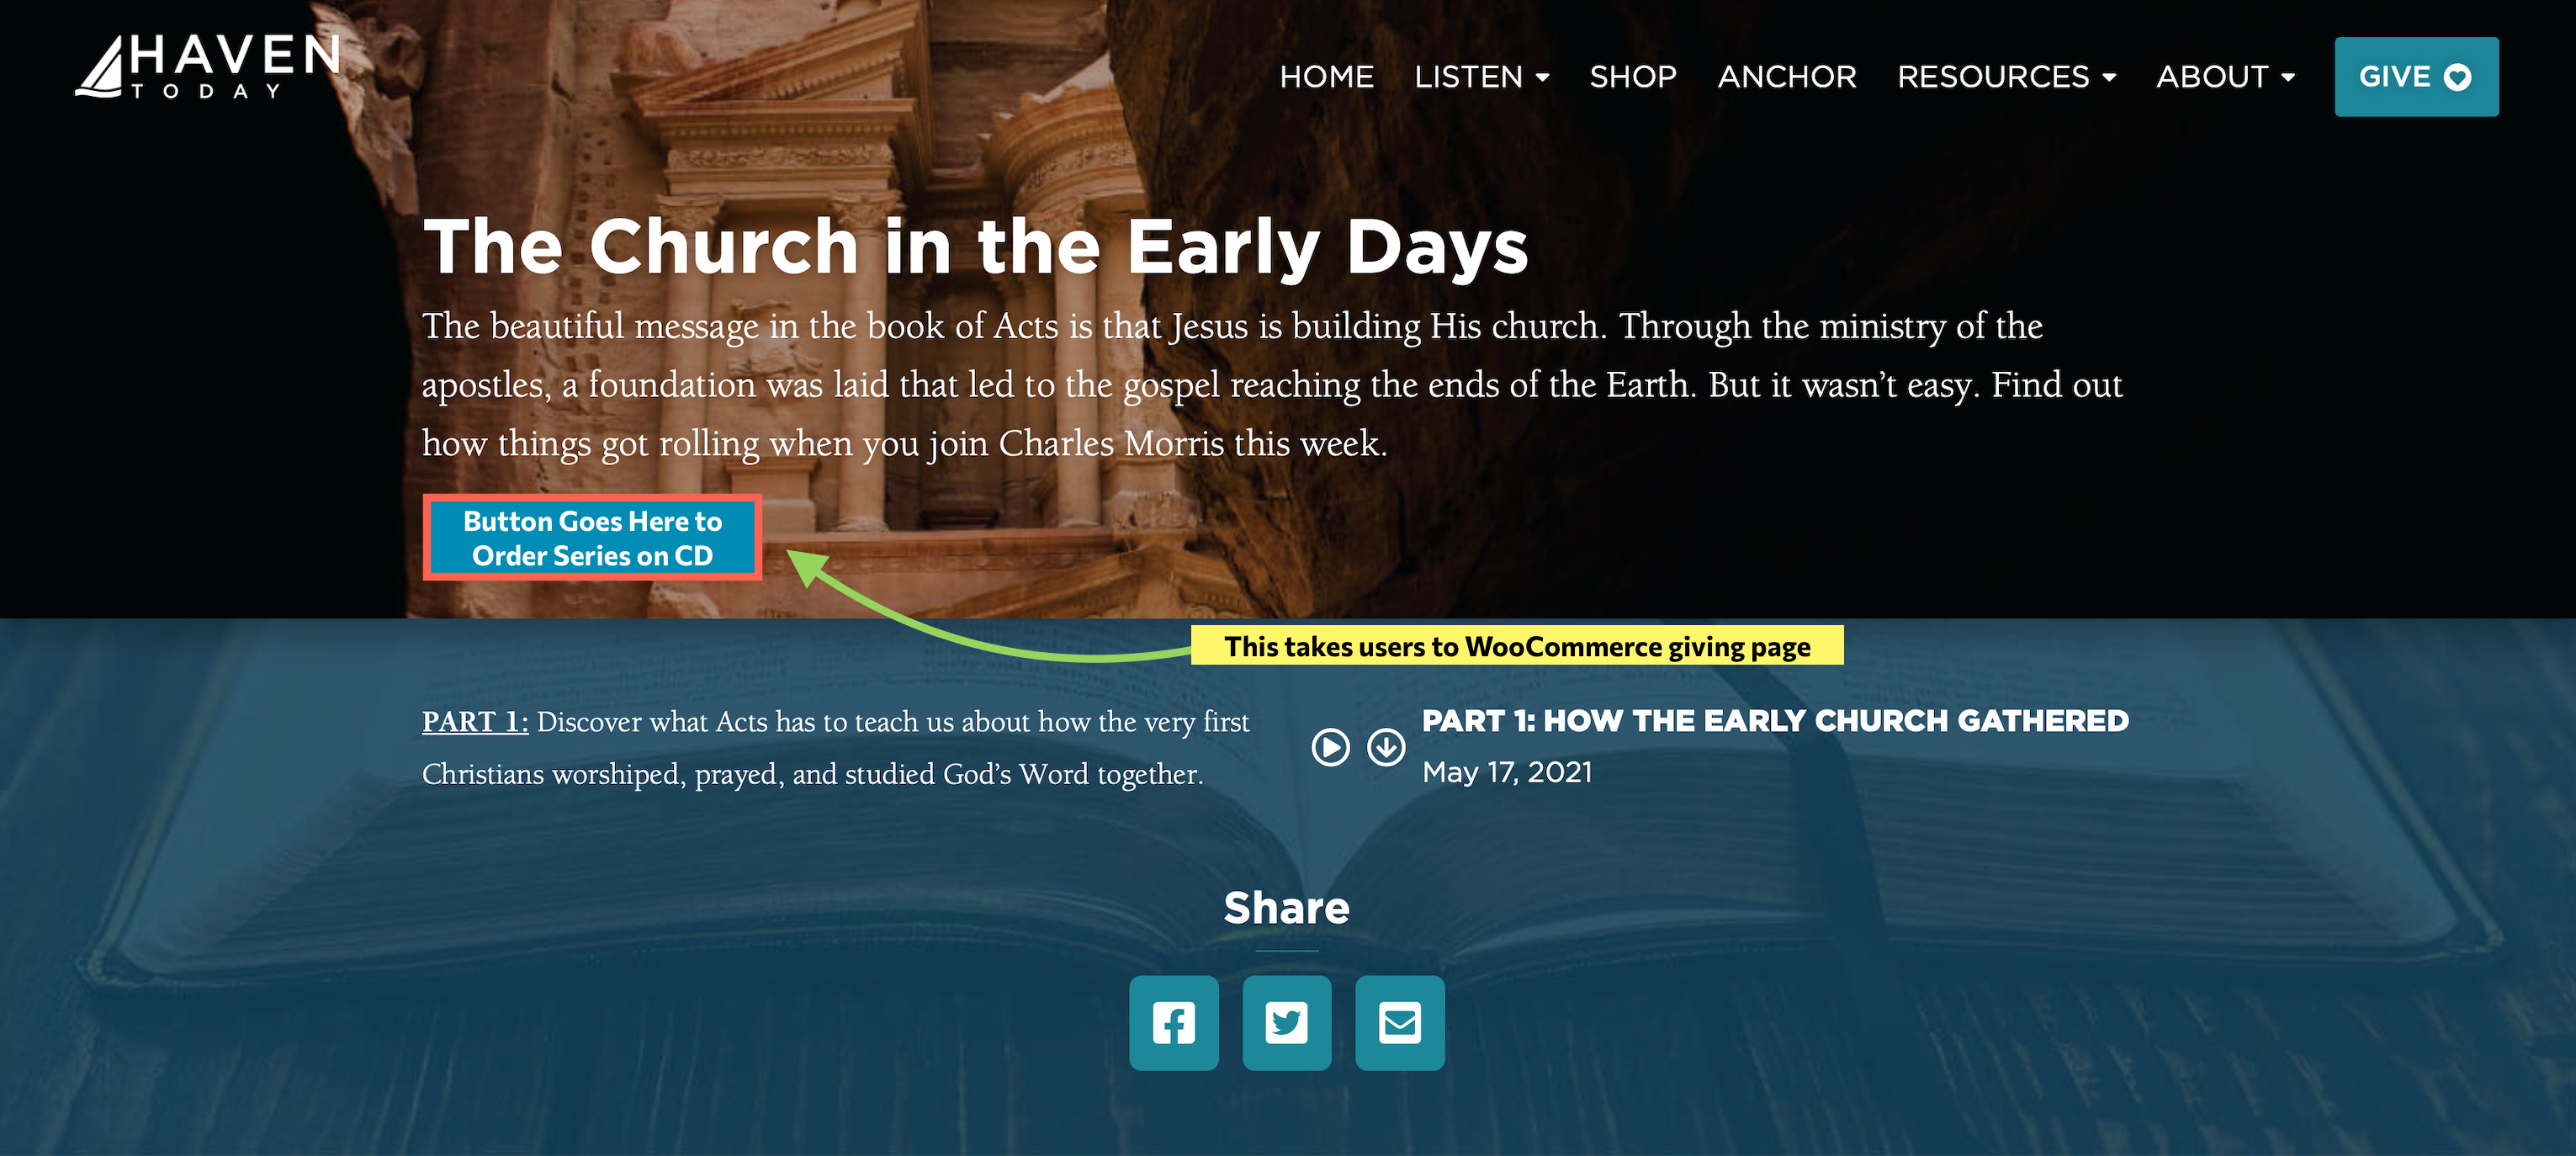 HAVEN
TODAY
HOME LISTEN SHOP ANCHOR RESOURCES ABOUT GIVE
The Church in the Early Days
The beautiful message in the book of Acts is that Jesus is building His church. Through the ministry of the
apostles, a foundation was laid that led to the gospel reaching the ends of the Earth. But it wasn’t easy. Find out
how things got rolling when you join Charles Morris this week.
Button Goes Here to
Order Series on CD
This takes users to WooCommerce giving page
PART 1: Discover what Acts has to teach us about how the very first
Christians worshiped, prayed, and studied God’s Word together.
PART 1: HOW THE EARLY CHURCH GATHERED
May 17, 2021
Share